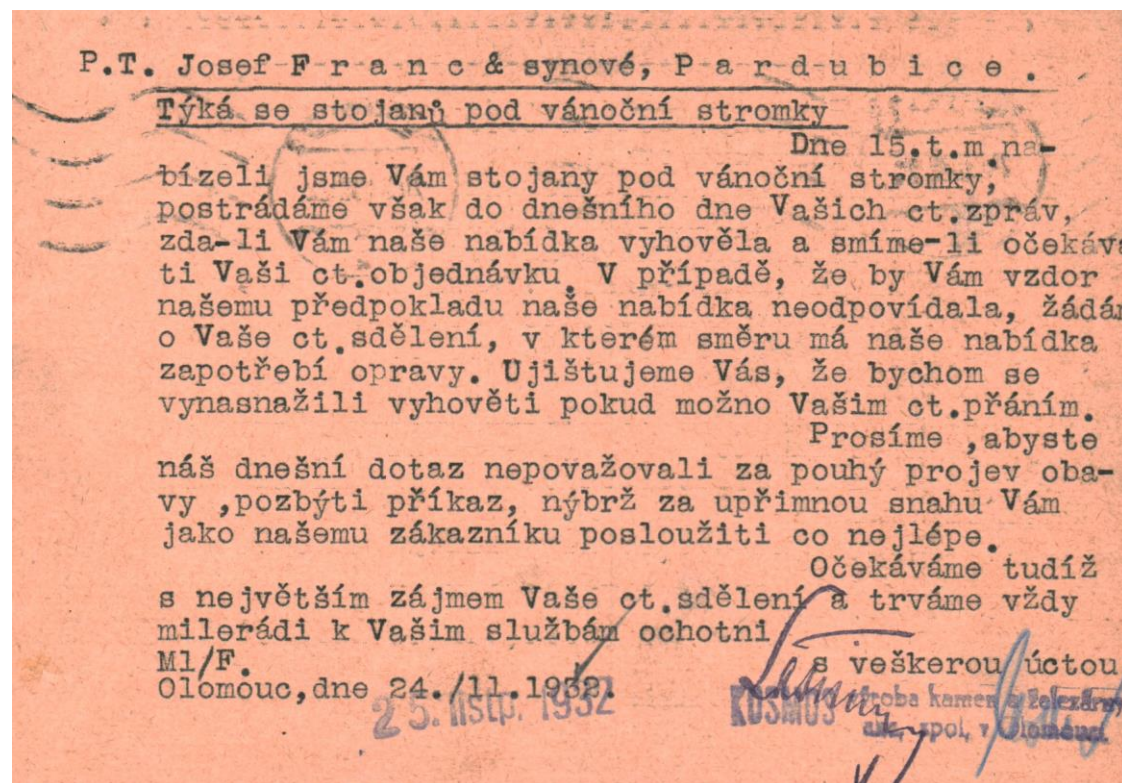 P.T. Josef F r a n c & synové, P a r d u b i c e .
Týká se stojanů pod vánoční stromky
Dne 15.t.m.na-
bízeli jsme Vám stojany pod vánoční stromky,
postrádáme však do dnešního dne Vašich ct.zpráv,
zda-li Vám naše nabídka vyhověla a smíme-li očekáva
ti Vaši ct.objednávku. V případě, že by Vám vzdor
našemu předpokladu naše nabídka neodpovídala, žádám
o Vaše ct.sdělení, v kterém směru má naše nabídka
zapotřebí opravy. Ujištujeme Vás, že bychom se
vynasnažili vyhověti pokud možno Vašim ct.přáním.
Prosíme ,abyste
náš dnešní dotaz nepovažovali za pouhý projev oba-
vy ,pozbýti příkaz, nýbrž za upřimnou snahu Vám
jako našemu zákazníku posloužiti co nejlépe.
Očekáváme tudíž
s největším zájmem Vaše ct.sdělení a trváme vždy
milerádi k Vašim službám ochotni
Ml/F. s veškerou úctou
Olomouc,dne 24./11.1932.
25. listp. 1932
KOSMOS výroba kamen a železárny
akc. spol. v Olomouci.